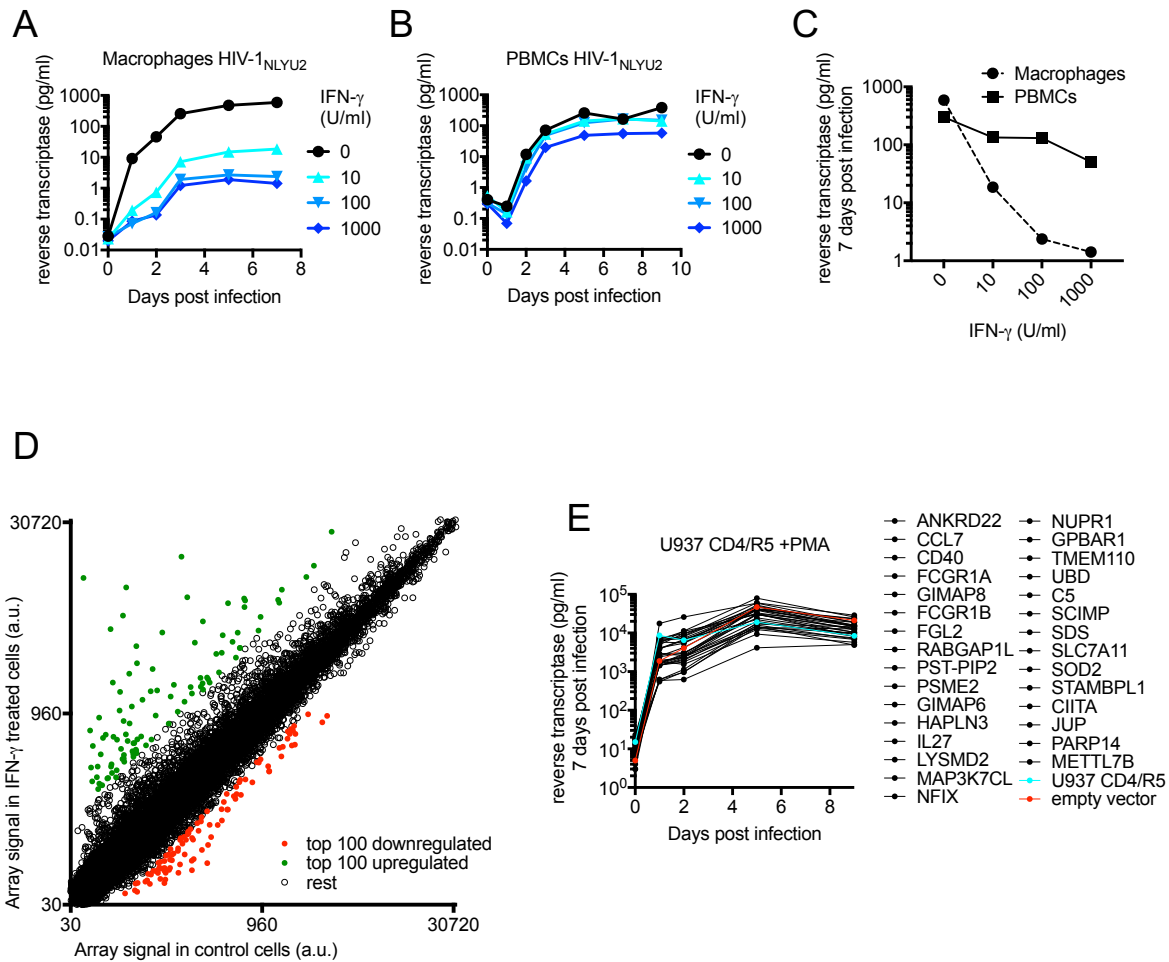 A
Macrophages HIV-1NLYU2
reverse transcriptase (pg/ml)
1000
100
10
1
0.1
0.01
0 2 4 6 8
Days post infection
IFN-γ
(U/ml)
0
10
100
1000
B
PBMCs HIV-1NLYU2
reverse transcriptase (pg/ml)
1000
100
10
1
0.1
0.01
0 2 4 6 8 10
Days post infection
IFN-γ
(U/ml)
0
10
100
1000
C
Macrophages
PBMCs
reverse transcriptase (pg/ml)
7 days post infection
1000
100
10
1
0 10 100 1000
IFN-γ (U/ml)
D
Array signal in IFN-γ treated cells (a.u.)
30720
960
30
30 960 30720
Array signal in control cells (a.u.)
top 100 downregulated
top 100 upregulated
rest
E
U937 CD4/R5 +PMA
reverse transcriptase (pg/ml)
7 days post infection
10^5
10^4
10^3
10^2
10^1
10^0
0 2 4 6 8
Days post infection
ANKRD22
CCL7
CD40
FCGR1A
GIMAP8
FCGR1B
FGL2
RABGAP1L
PST-PIP2
PSME2
GIMAP6
HAPLN3
IL27
LYSMD2
MAP3K7CL
NFIX
NUPR1
GPBAR1
TMEM110
UBD
C5
SCIMP
SDS
SLC7A11
SOD2
STAMBPL1
CIITA
JUP
PARP14
METTL7B
U937 CD4/R5
empty vector